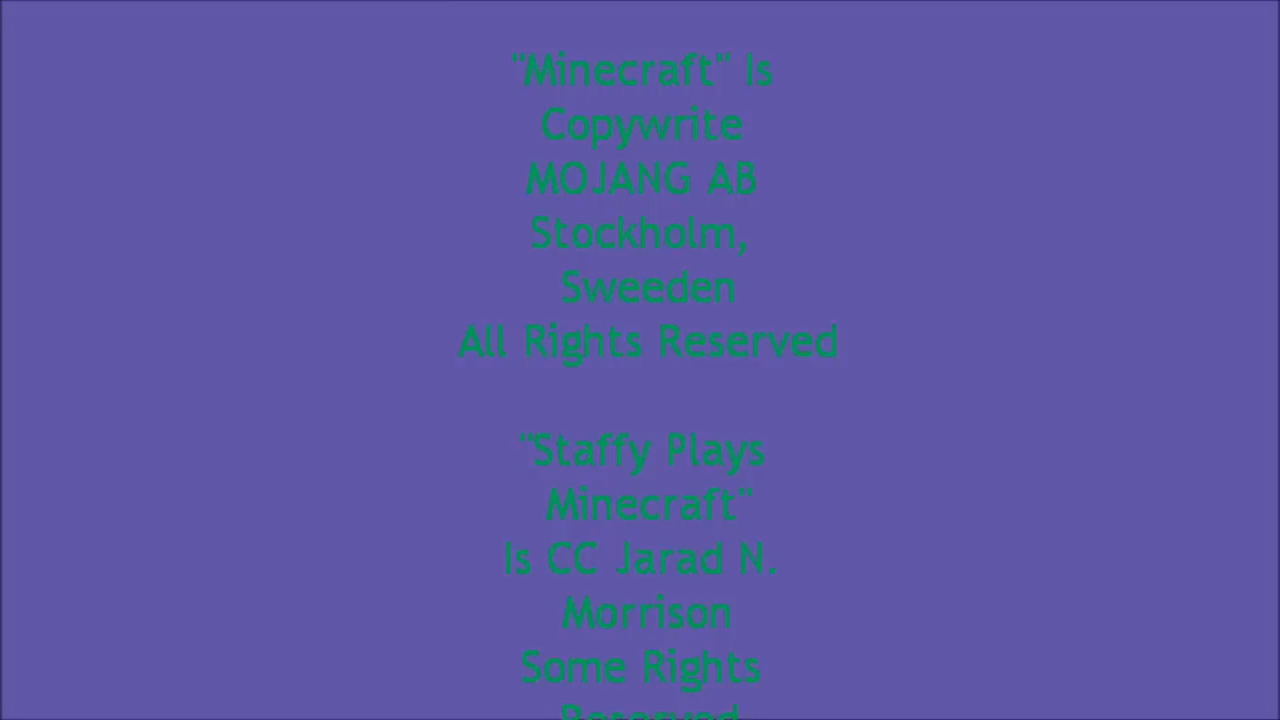 "Minecraft" Is
Copywrite
MOJANG AB
Stockholm,
Sweeden
All Rights Reserved
"Staffy Plays
Minecraft"
Is CC Jarad N.
Morrison
Some Rights
Reserved